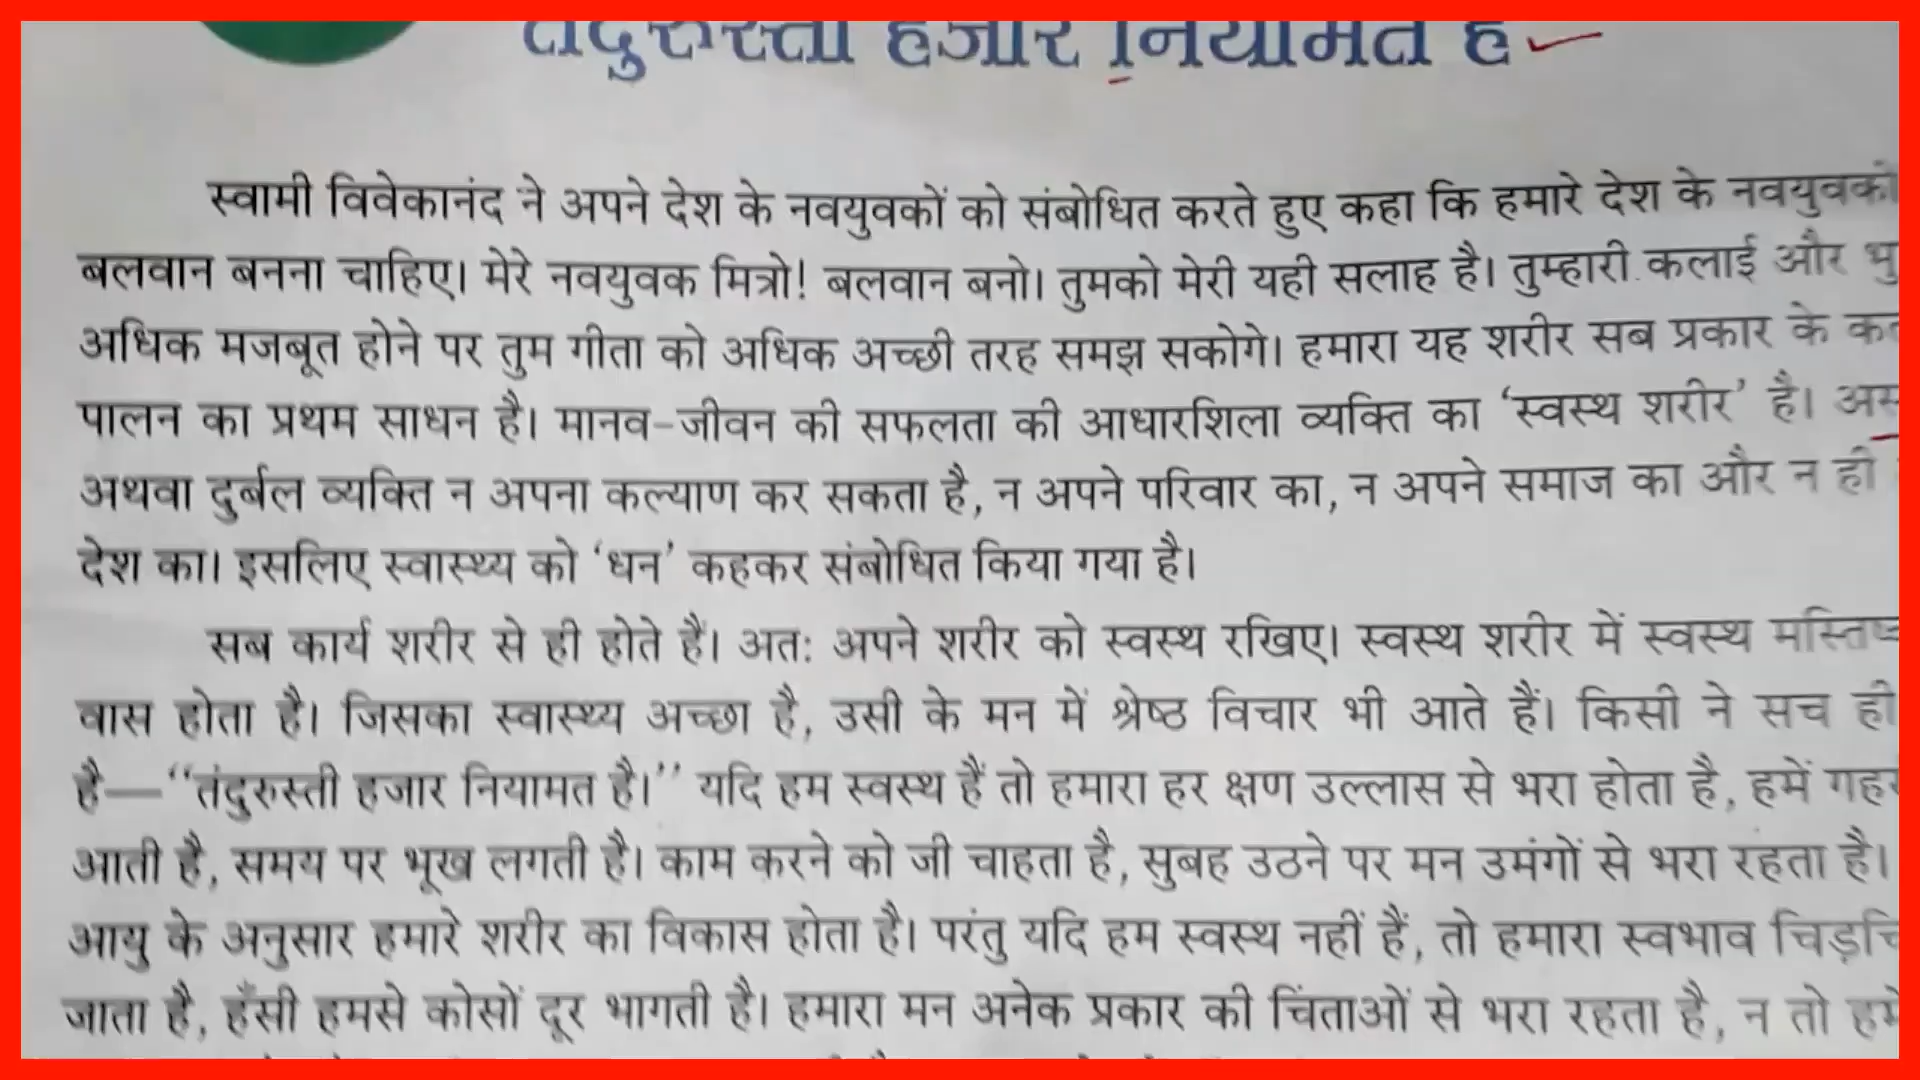 तंदुरुस्ती हजार नियामत है
स्वामी विवेकानंद ने अपने देश के नवयुवकों को संबोधित करते हुए कहा कि हमारे देश के
बलवान बनना चाहिए। मेरे नवयुवक मित्रो! बलवान बनो। तुमको मेरी यही सलाह है। तुम्हारी कलाई और
अधिक मजबूत होने पर तुम गीता को अधिक अच्छी तरह समझ सकोगे। हमारा यह शरीर सब प्रकार के
पालन का प्रथम साधन है। मानव-जीवन की सफलता की आधारशिला व्यक्ति का ‘स्वस्थ शरीर’ है।
अथवा दुर्बल व्यक्ति न अपना कल्याण कर सकता है, न अपने परिवार का, न अपने समाज का और न ही
देश का। इसलिए स्वास्थ्य को ‘धन’ कहकर संबोधित किया गया है।
सब कार्य शरीर से ही होते हैं। अतः अपने शरीर को स्वस्थ रखिए। स्वस्थ शरीर में स्वस्थ
वास होता है। जिसका स्वास्थ्य अच्छा है, उसी के मन में श्रेष्ठ विचार भी आते हैं। किसी ने सच ही
है—“तंदुरुस्ती हजार नियामत है।” यदि हम स्वस्थ हैं तो हमारा हर क्षण उल्लास से भरा होता है, हमें
आती है, समय पर भूख लगती है। काम करने को जी चाहता है, सुबह उठने पर मन उमंगों से भरा रहता है।
आयु के अनुसार हमारे शरीर का विकास होता है। परंतु यदि हम स्वस्थ नहीं हैं, तो हमारा स्वभाव
जाता है, हँसी हमसे कोसों दूर भागती है। हमारा मन अनेक प्रकार की चिंताओं से भरा रहता है, न तो